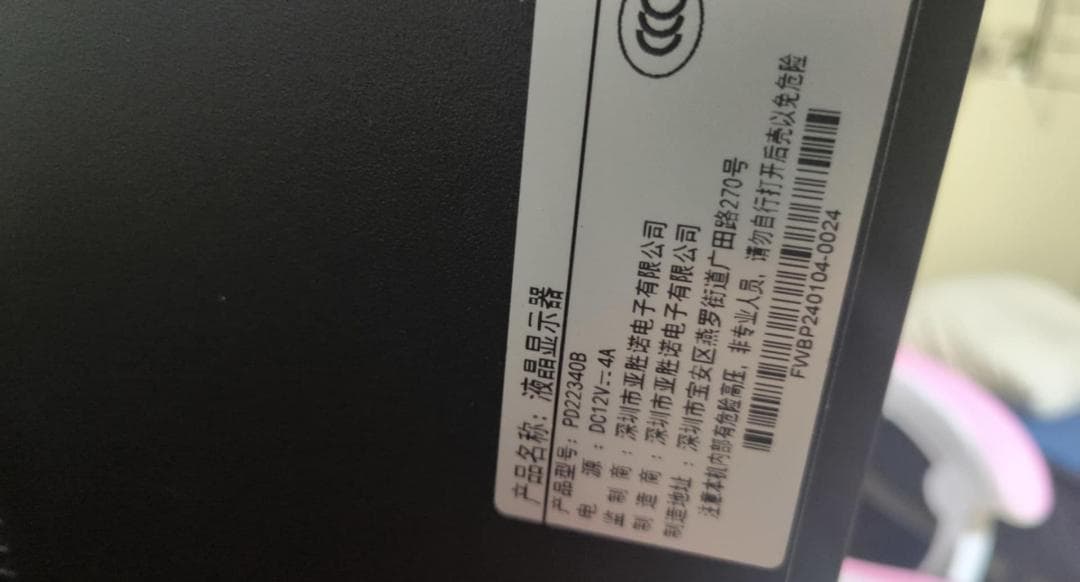 产品名称：液晶显示器
产品型号：PD22340B
电 源：DC12V⎓4A
监 制 商：深圳市亚胜诺电子有限公司
制 造 商：深圳市亚胜诺电子有限公司
制造地址：深圳市宝安区燕罗街道广田路270号
注意本机内部有危险高压，非专业人员，请勿自行打开后壳以免危险
FWBP240104-0024
CCC